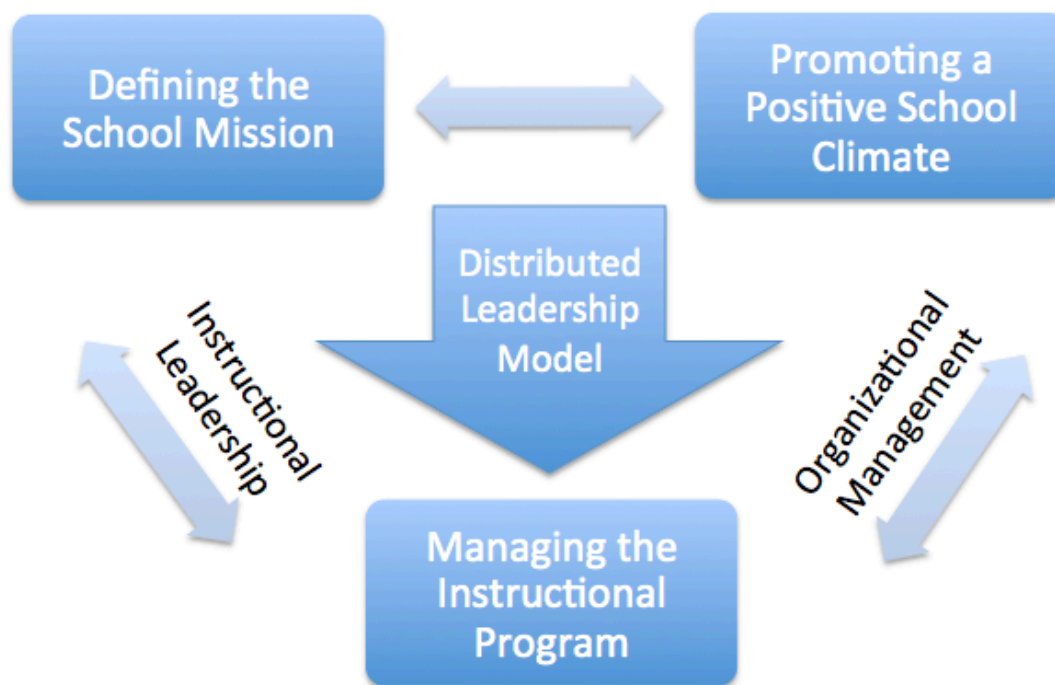 Defining the
School Mission
Promoting a
Positive School
Climate
Distributed
Leadership
Model
Instructional
Leadership
Organizational
Management
Managing the
Instructional
Program